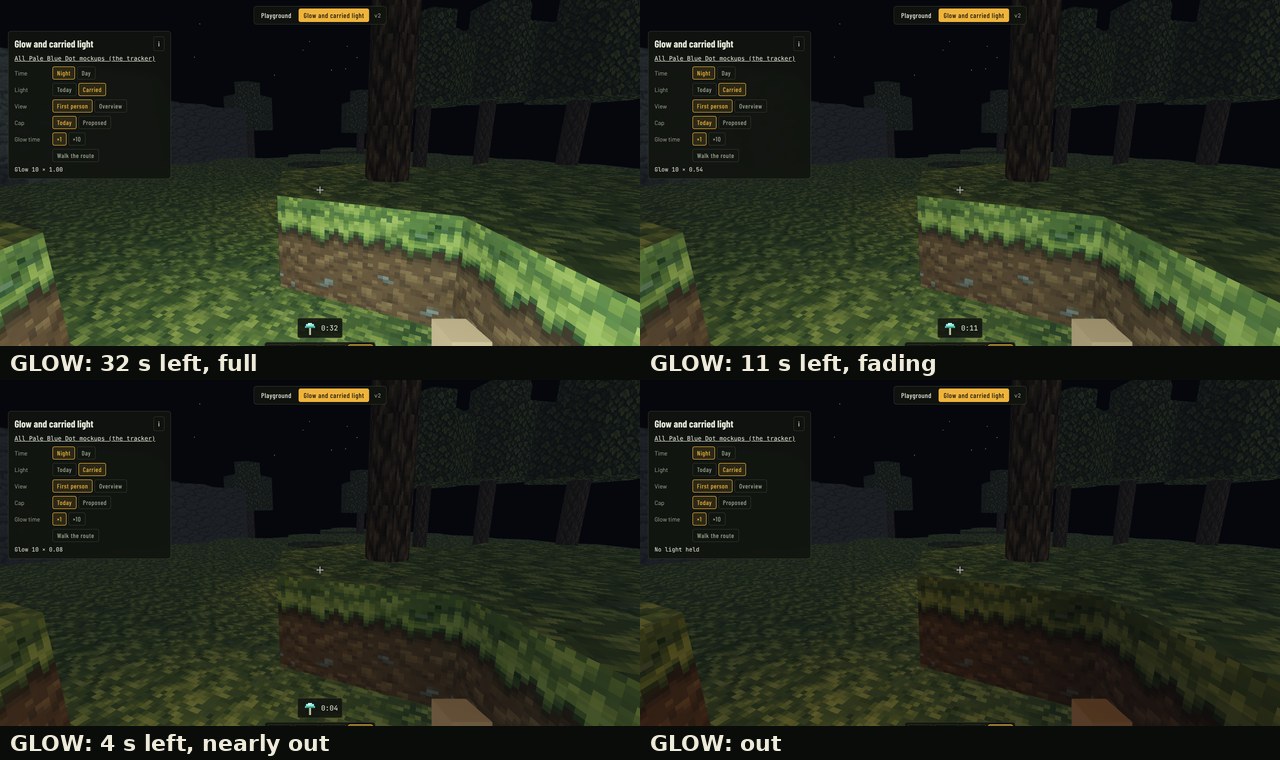 Playground Glow and carried light v2
Glow and carried light i
All Pale Blue Dot mockups (the tracker)
Time Night Day
Light Today Carried
View First person Overview
Cap Today Proposed
Glow time ×1 ×10
Walk the route
Glow 10 × 1.00
0:32
GLOW: 32 s left, full
Playground Glow and carried light v2
Glow and carried light i
All Pale Blue Dot mockups (the tracker)
Time Night Day
Light Today Carried
View First person Overview
Cap Today Proposed
Glow time ×1 ×10
Walk the route
Glow 10 × 0.54
0:11
GLOW: 11 s left, fading
Playground Glow and carried light v2
Glow and carried light i
All Pale Blue Dot mockups (the tracker)
Time Night Day
Light Today Carried
View First person Overview
Cap Today Proposed
Glow time ×1 ×10
Walk the route
Glow 10 × 0.08
0:04
GLOW: 4 s left, nearly out
Playground Glow and carried light v2
Glow and carried light i
All Pale Blue Dot mockups (the tracker)
Time Night Day
Light Today Carried
View First person Overview
Cap Today Proposed
Glow time ×1 ×10
Walk the route
No light held
GLOW: out